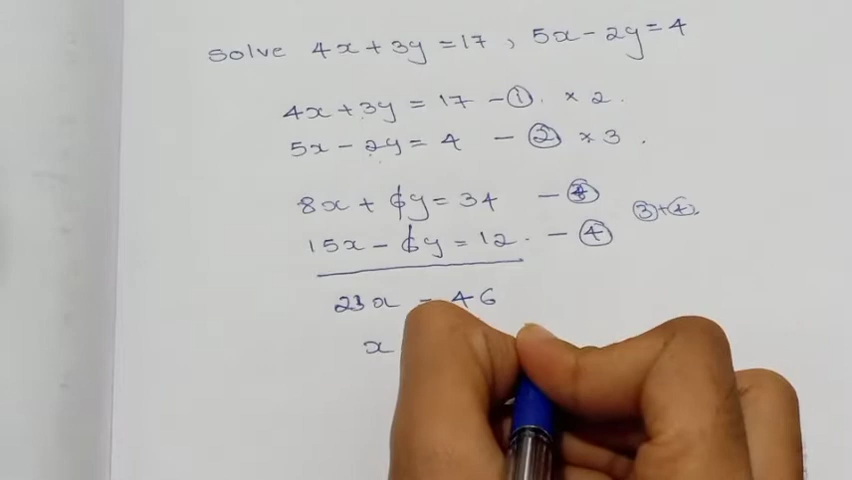 Solve 4x + 3y = 17 , 5x - 2y = 4
4x + 3y = 17 - ① . × 2 .
5x - 2y = 4 - ② × 3 .
8x + 6y = 34 - ④ ③+④
15x - 6y = 12 . - ④
23x = 46
x